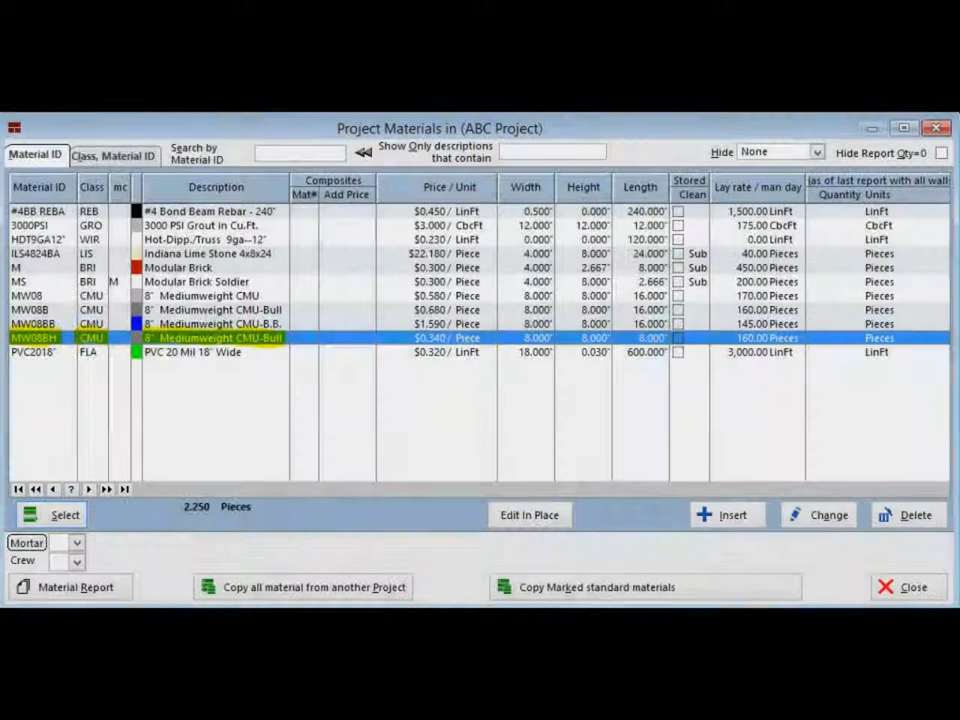 Project Materials in (ABC Project)
Material ID Class, Material ID Search by Material ID Show Only descriptions that contain Hide None Hide Report Qty=0
Material ID Class mc Description Composites Mat# Add Price Price / Unit Width Height Length Stored Clean Lay rate / man day (as of last report with all wall Quantity Units
#4BB REBA REB #4 Bond Beam Rebar - 240" $0.450 / LinFt 0.500" 0.000" 240.000" 1,500.00 LinFt LinFt
3000PSI GRO 3000 PSI Grout in Cu.Ft. $3.000 / CbcFt 12.000" 12.000" 12.000" 175.00 CbcFt CbcFt
HDT9GA12" WIR Hot-Dipp./Truss 9ga--12" $0.230 / LinFt 0.000" 0.000" 120.000" 0.00 LinFt LinFt
ILS4824BA LIS Indiana Lime Stone 4x8x24 $22.180 / Piece 4.000" 8.000" 24.000" Sub 40.00 Pieces Pieces
M BRI Modular Brick $0.300 / Piece 4.000" 2.667" 8.000" Sub 450.00 Pieces Pieces
MS BRI M Modular Brick Soldier $0.300 / Piece 4.000" 8.000" 2.666" Sub 200.00 Pieces Pieces
MW08 CMU 8" Mediumweight CMU $0.580 / Piece 8.000" 8.000" 16.000" 170.00 Pieces Pieces
MW08B CMU 8" Mediumweight CMU-Bull $0.680 / Piece 8.000" 8.000" 16.000" 160.00 Pieces Pieces
MW08BB CMU 8" Mediumweight CMU-B.B. $1.590 / Piece 8.000" 8.000" 16.000" 145.00 Pieces Pieces
MW08BH CMU 8" Mediumweight CMU-Bull $0.340 / Piece 8.000" 8.000" 8.000" 160.00 Pieces Pieces
PVC2018" FLA PVC 20 Mil 18" Wide $0.320 / LinFt 18.000" 0.030" 600.000" 3,000.00 LinFt LinFt
?
Select 2.250 Pieces Edit In Place Insert Change Delete
Mortar
Crew
Material Report Copy all material from another Project Copy Marked standard materials Close